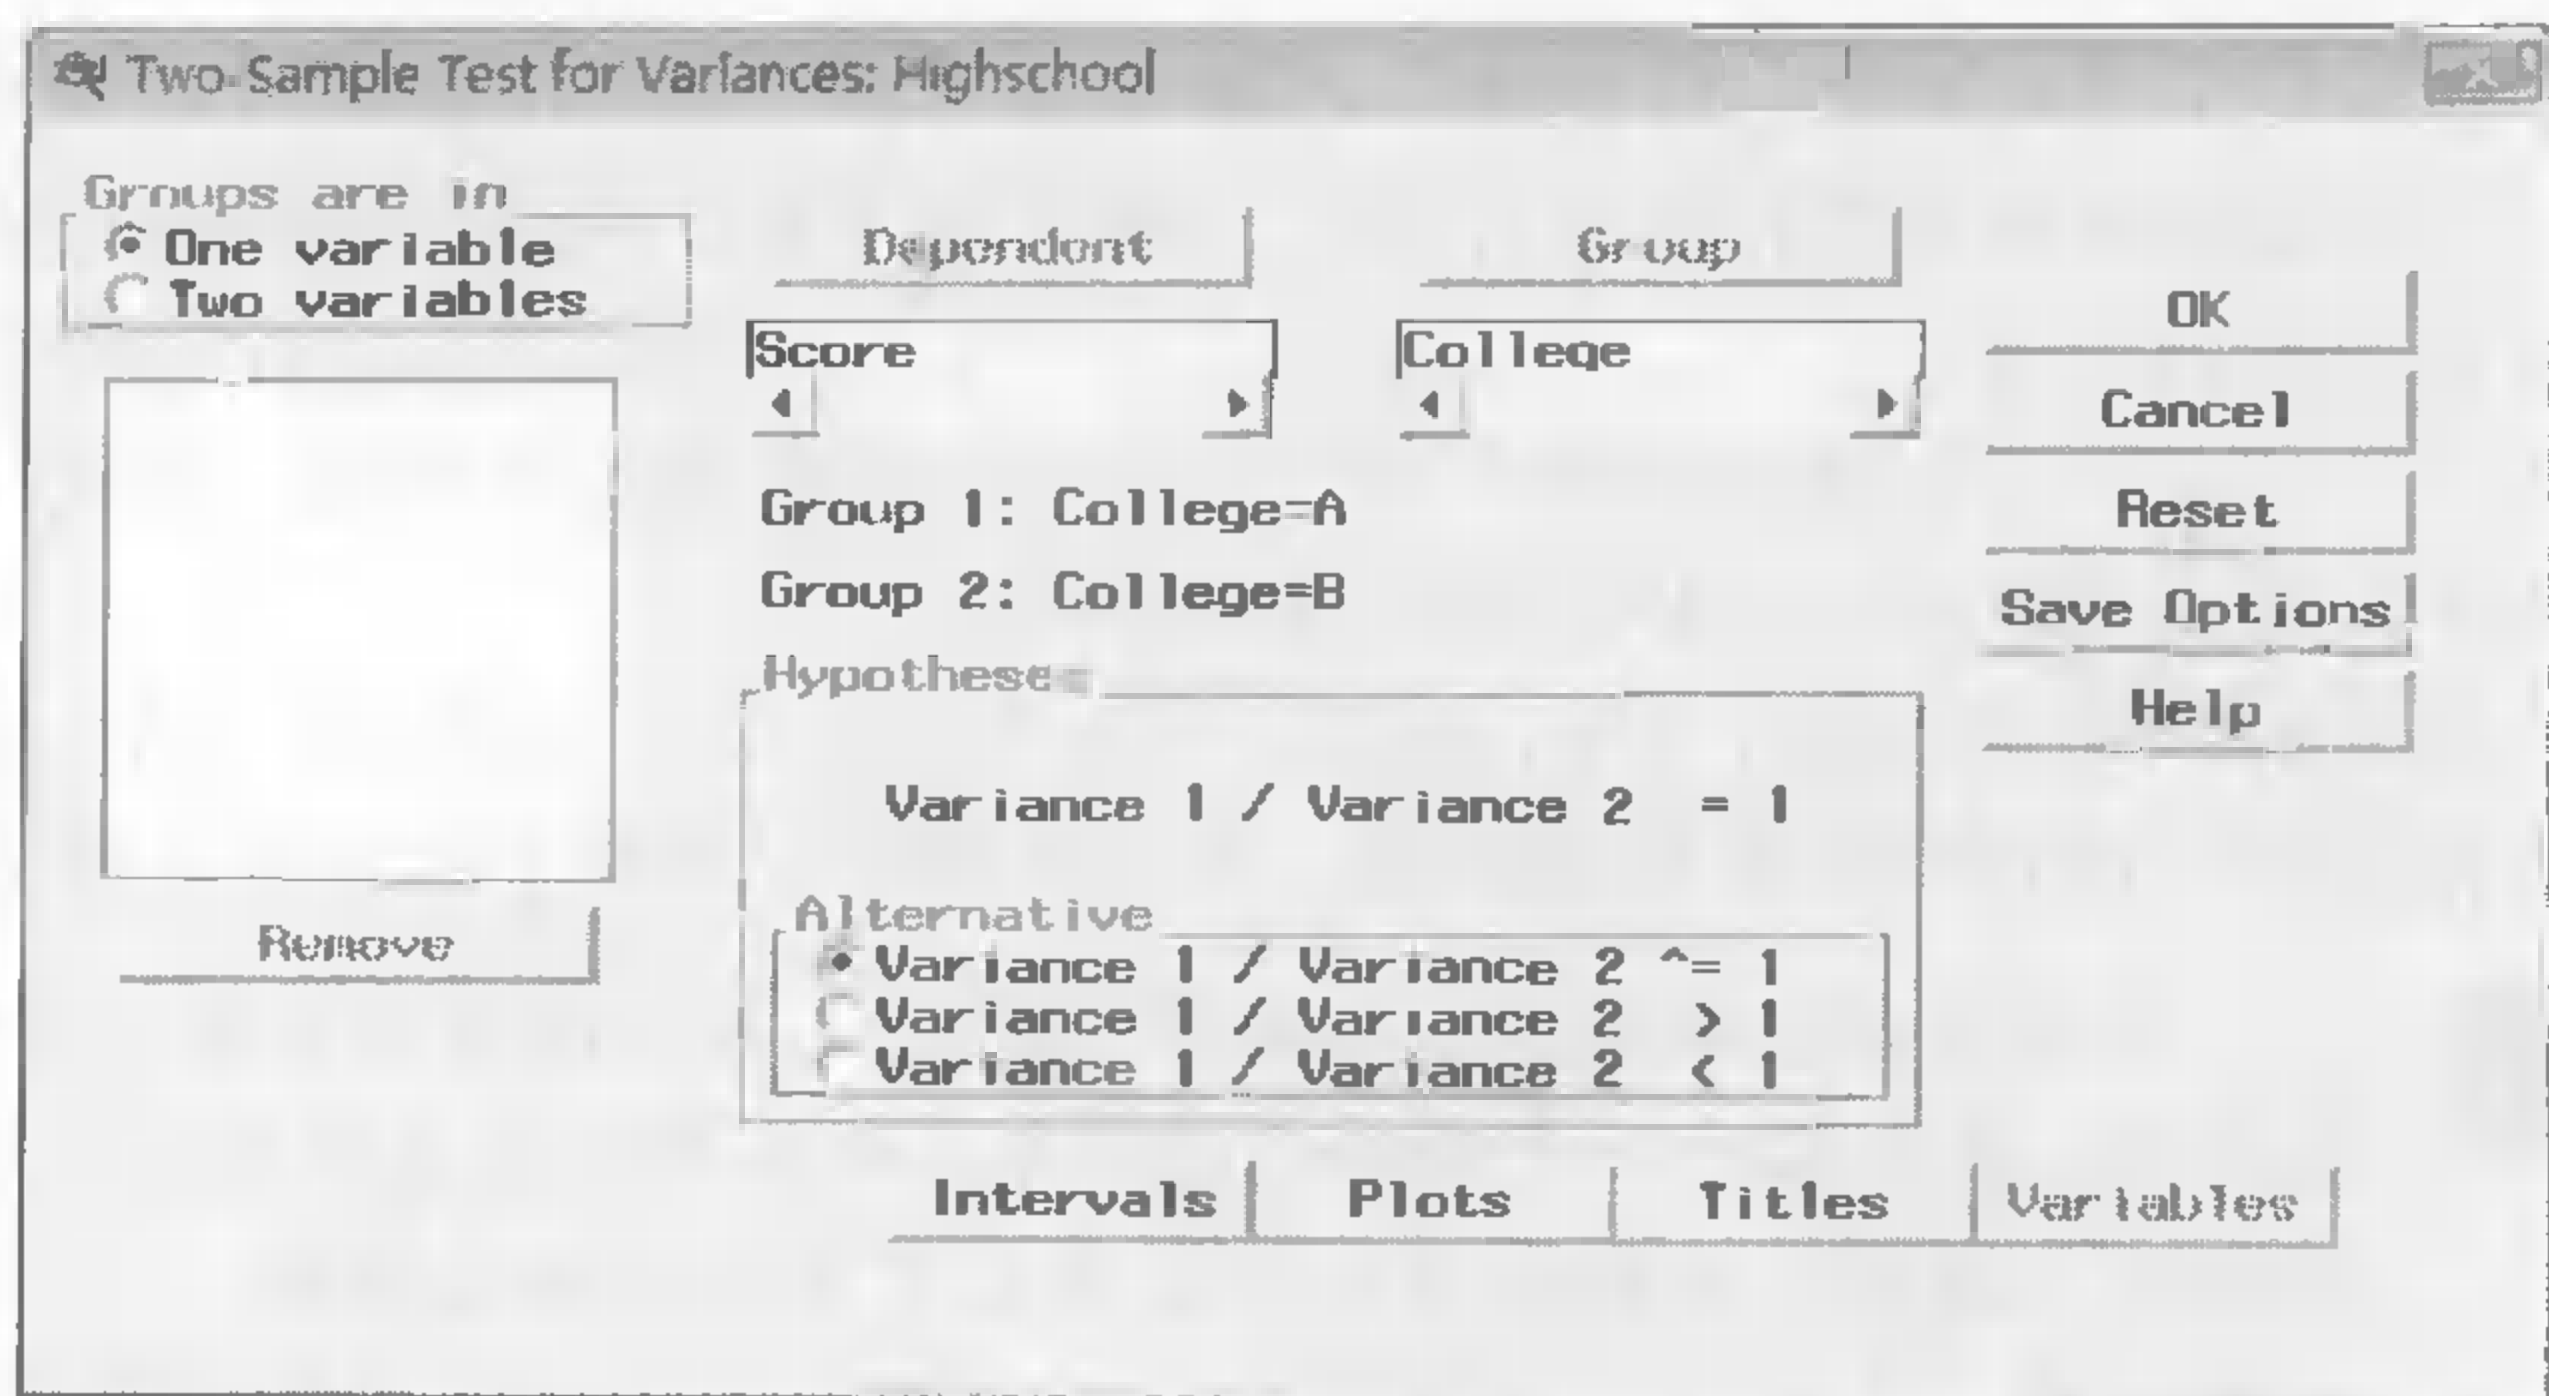 Two-Sample Test for Variances: Highschool
Groups are in
One variable
Two variables
Dependent
Group
Score
College
Group 1: College=A
Group 2: College=B
Hypotheses
Variance 1 / Variance 2 = 1
Alternative
Variance 1 / Variance 2 ^= 1
Variance 1 / Variance 2 > 1
Variance 1 / Variance 2 < 1
Remove
OK
Cancel
Reset
Save Options
Help
Intervals
Plots
Titles
Variables